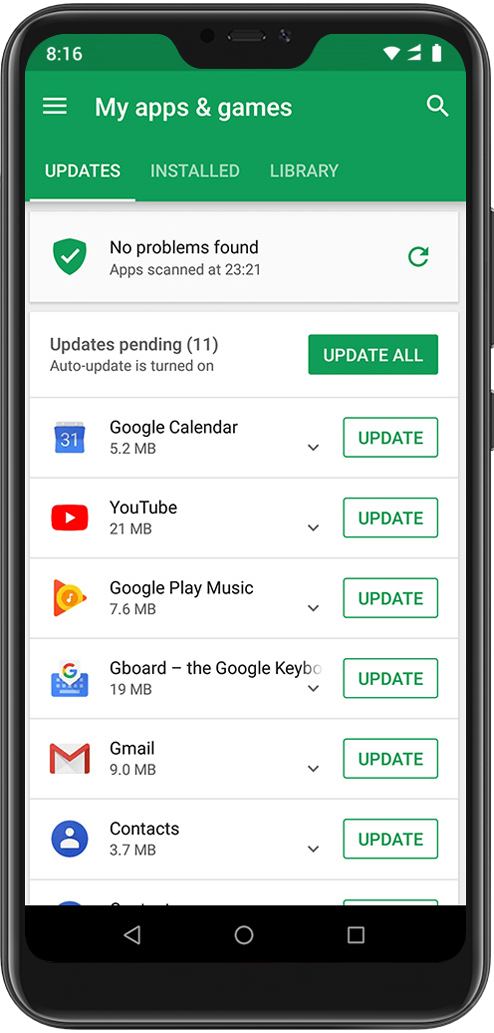 8:16
My apps & games
UPDATES INSTALLED LIBRARY
No problems found
Apps scanned at 23:21
Updates pending (11)
Auto-update is turned on
UPDATE ALL
31
Google Calendar
5.2 MB
UPDATE
YouTube
21 MB
UPDATE
Google Play Music
7.6 MB
UPDATE
G
Gboard – the Google Keybo
19 MB
UPDATE
Gmail
9.0 MB
UPDATE
Contacts
3.7 MB
UPDATE